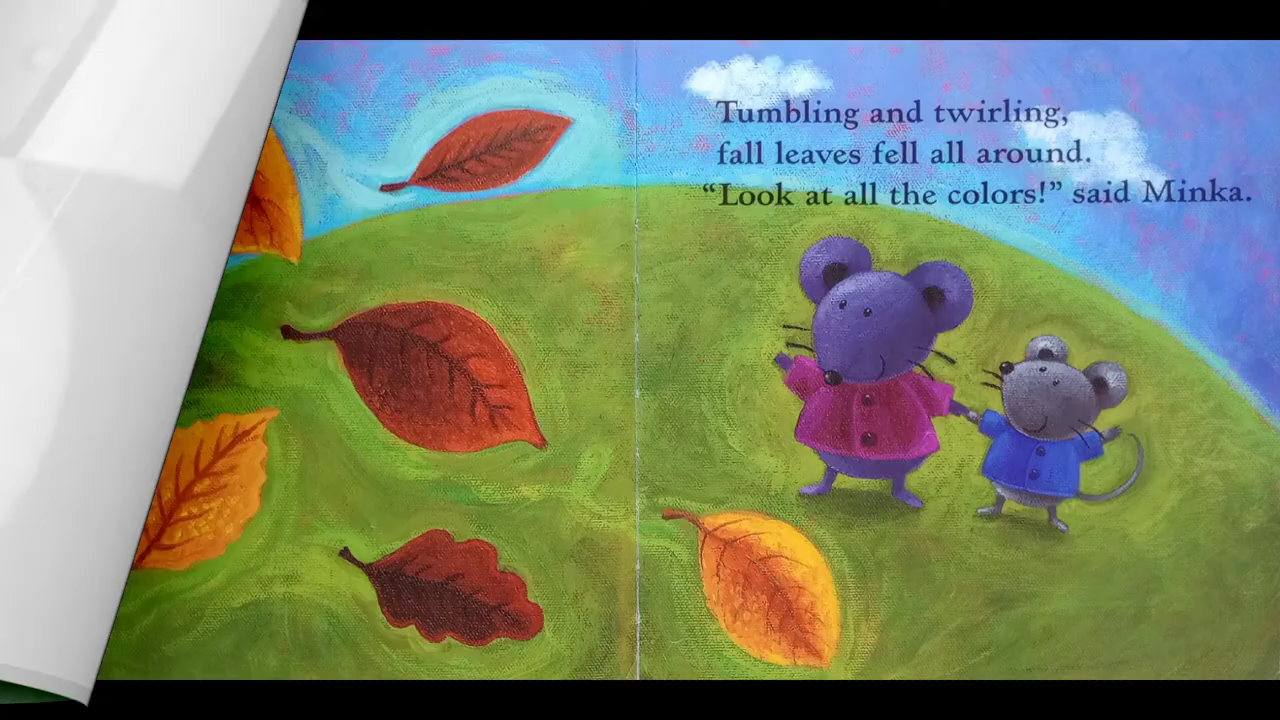 Tumbling and twirling,
fall leaves fell all around.
“Look at all the colors!” said Minka.